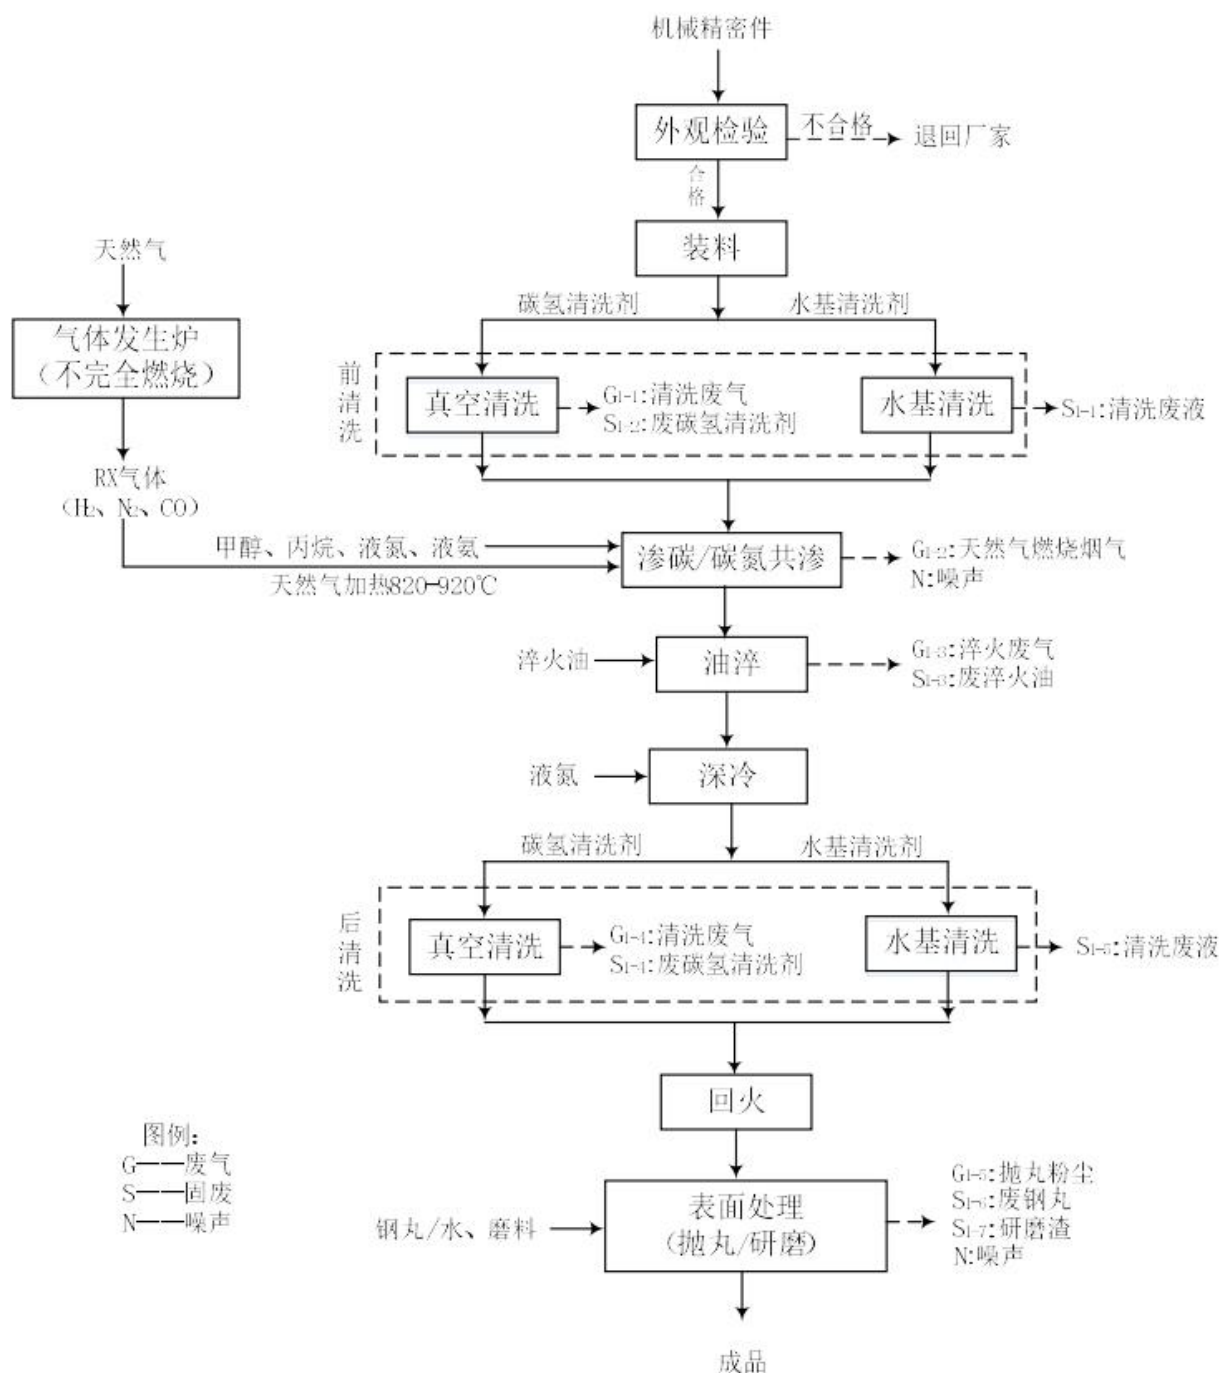 机械精密件
外观检验
不合格
退回厂家
合格
装料
天然气
碳氢清洗剂
水基清洗剂
气体发生炉
（不完全燃烧）
前清洗
真空清洗
G1-1:清洗废气
S1-2:废碳氢清洗剂
水基清洗
S1-1:清洗废液
RX气体
（H2、N2、CO）
甲醇、丙烷、液氮、液氨
天然气加热820-920℃
渗碳/碳氮共渗
G1-2:天然气燃烧烟气
N:噪声
淬火油
油淬
G1-3:淬火废气
S1-3:废淬火油
液氮
深冷
碳氢清洗剂
水基清洗剂
后清洗
真空清洗
G1-4:清洗废气
S1-4:废碳氢清洗剂
水基清洗
S1-5:清洗废液
回火
图例：
G——废气
S——固废
N——噪声
钢丸/水、磨料
表面处理
(抛丸/研磨)
G1-5:抛丸粉尘
S1-6:废钢丸
S1-7:研磨渣
N:噪声
成品